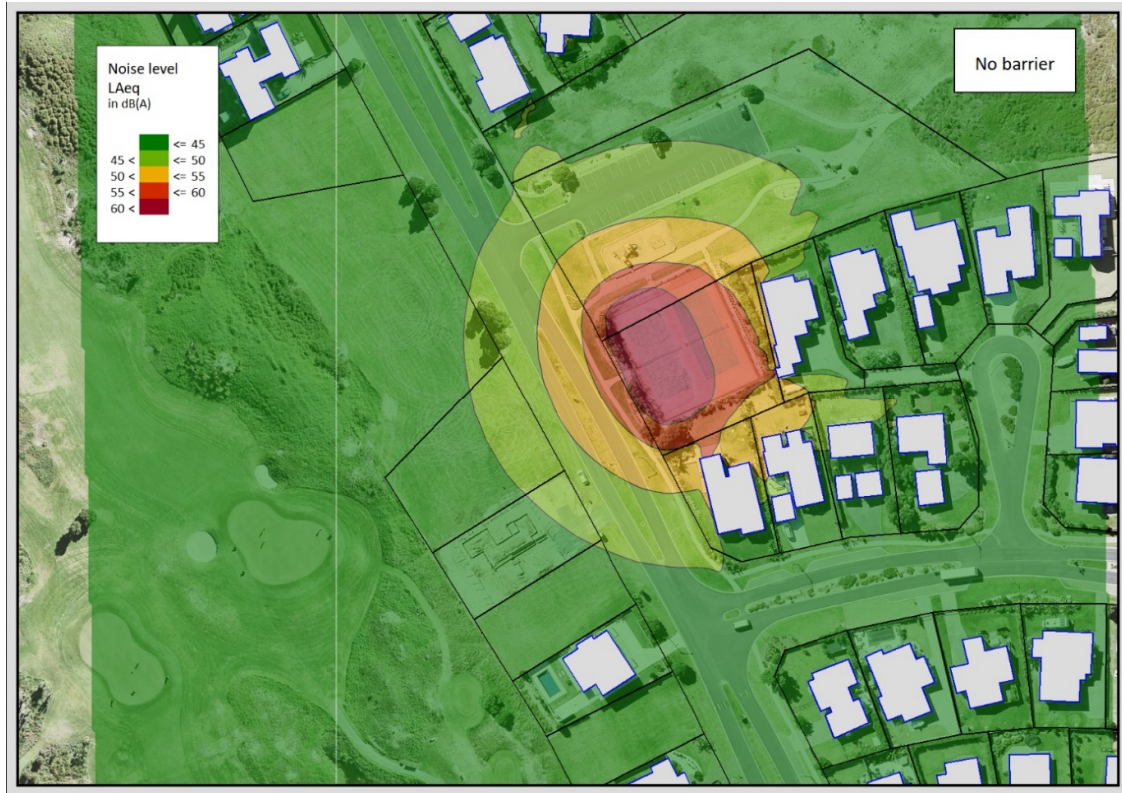 Noise level
LAeq
in dB(A)
<= 45
45 < <= 50
50 < <= 55
55 < <= 60
60 <
No barrier